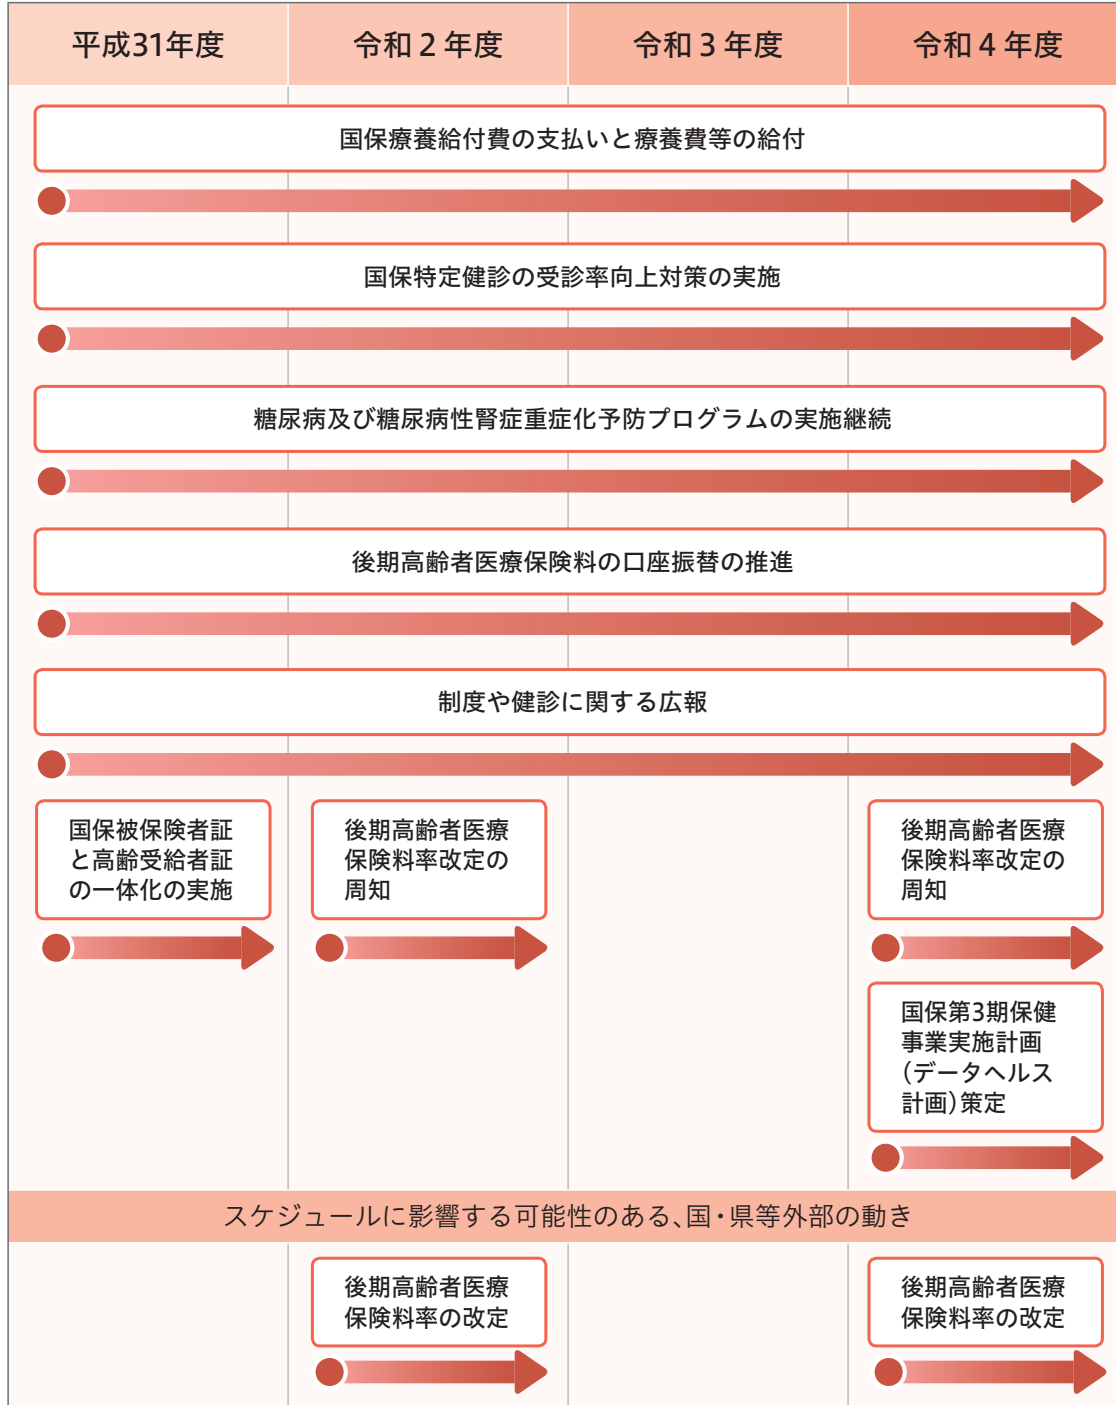 平成31年度
令和２年度
令和３年度
令和４年度
国保療養給付費の支払いと療養費等の給付
国保特定健診の受診率向上対策の実施
糖尿病及び糖尿病性腎症重症化予防プログラムの実施継続
後期高齢者医療保険料の口座振替の推進
制度や健診に関する広報
国保被保険者証
と高齢受給者証
の一体化の実施
後期高齢者医療
保険料率改定の
周知
後期高齢者医療
保険料率改定の
周知
国保第3期保健
事業実施計画
（データヘルス
計画）策定
スケジュールに影響する可能性のある、国・県等外部の動き
後期高齢者医療
保険料率の改定
後期高齢者医療
保険料率の改定